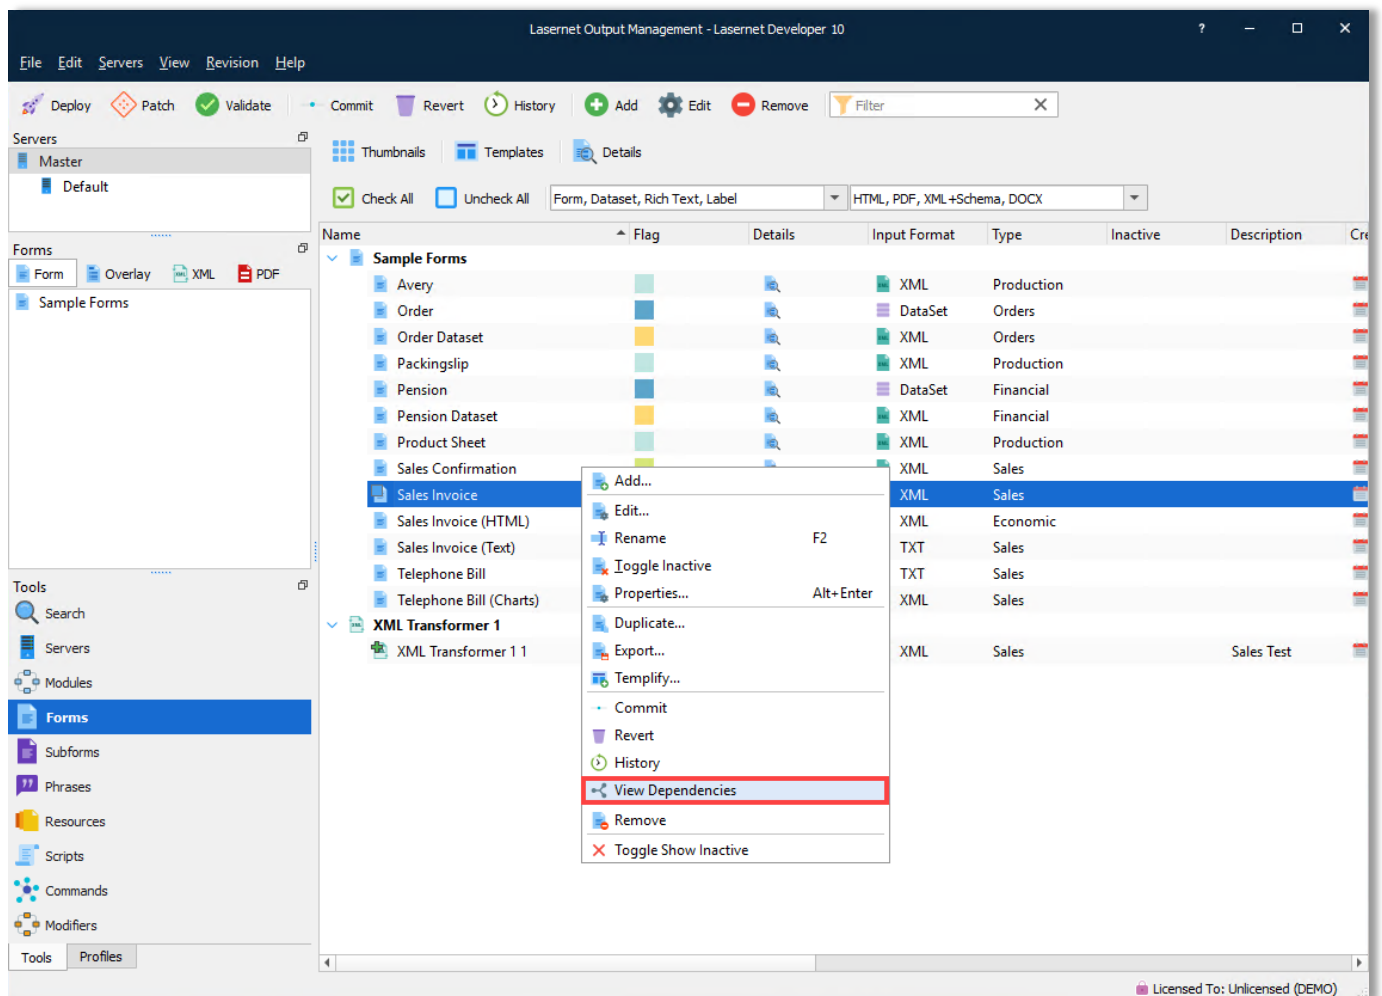 Lasernet Output Management - Lasernet Developer 10
File Edit Servers View Revision Help
Deploy Patch Validate Commit Revert History Add Edit Remove Filter
Servers
Master
Default
Thumbnails Templates Details
Check All Uncheck All Form, Dataset, Rich Text, Label HTML, PDF, XML+Schema, DOCX
Forms
Form Overlay XML PDF
Sample Forms
Name Flag Details Input Format Type Inactive Description Cre
Sample Forms
Avery XML Production
Order DataSet Orders
Order Dataset XML Orders
Packingslip XML Production
Pension DataSet Financial
Pension Dataset XML Financial
Product Sheet XML Production
Sales Confirmation XML Sales
Sales Invoice XML Sales
Sales Invoice (HTML) XML Economic
Sales Invoice (Text) TXT Sales
Telephone Bill TXT Sales
Telephone Bill (Charts) XML Sales
XML Transformer 1
XML Transformer 1 1 XML Sales Sales Test
Add...
Edit...
Rename F2
Toggle Inactive
Properties... Alt+Enter
Duplicate...
Export...
Templify...
Commit
Revert
History
View Dependencies
Remove
Toggle Show Inactive
Tools
Search
Servers
Modules
Forms
Subforms
Phrases
Resources
Scripts
Commands
Modifiers
Tools Profiles
Licensed To: Unlicensed (DEMO)